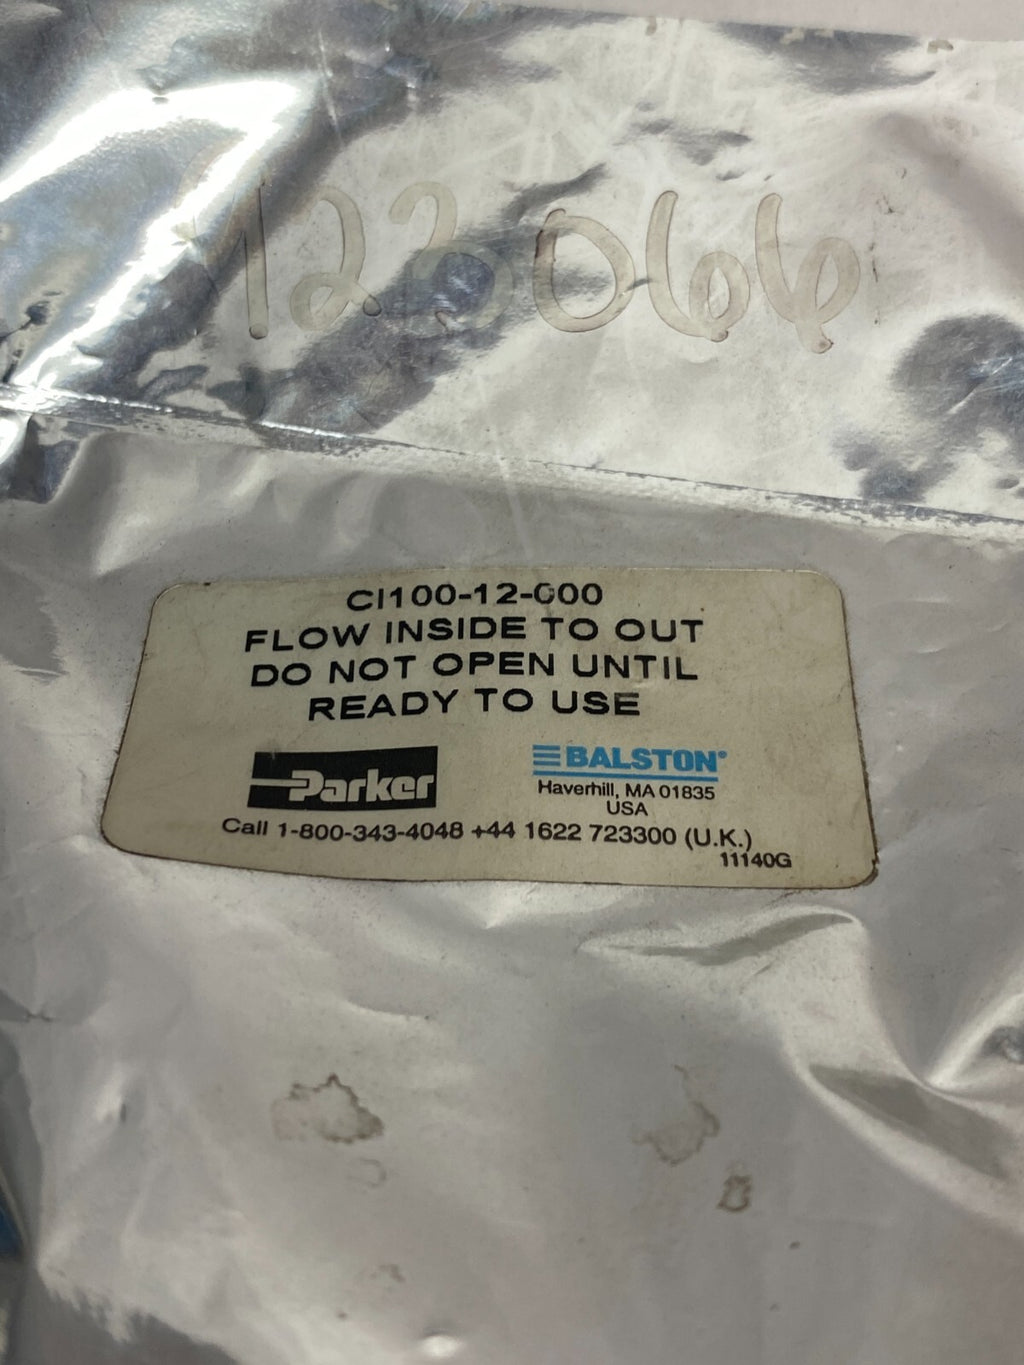 123066
CI100-12-000
FLOW INSIDE TO OUT
DO NOT OPEN UNTIL
READY TO USE
Parker
BALSTON®
Haverhill, MA 01835
USA
Call 1-800-343-4048 +44 1622 723300 (U.K.)
11140G